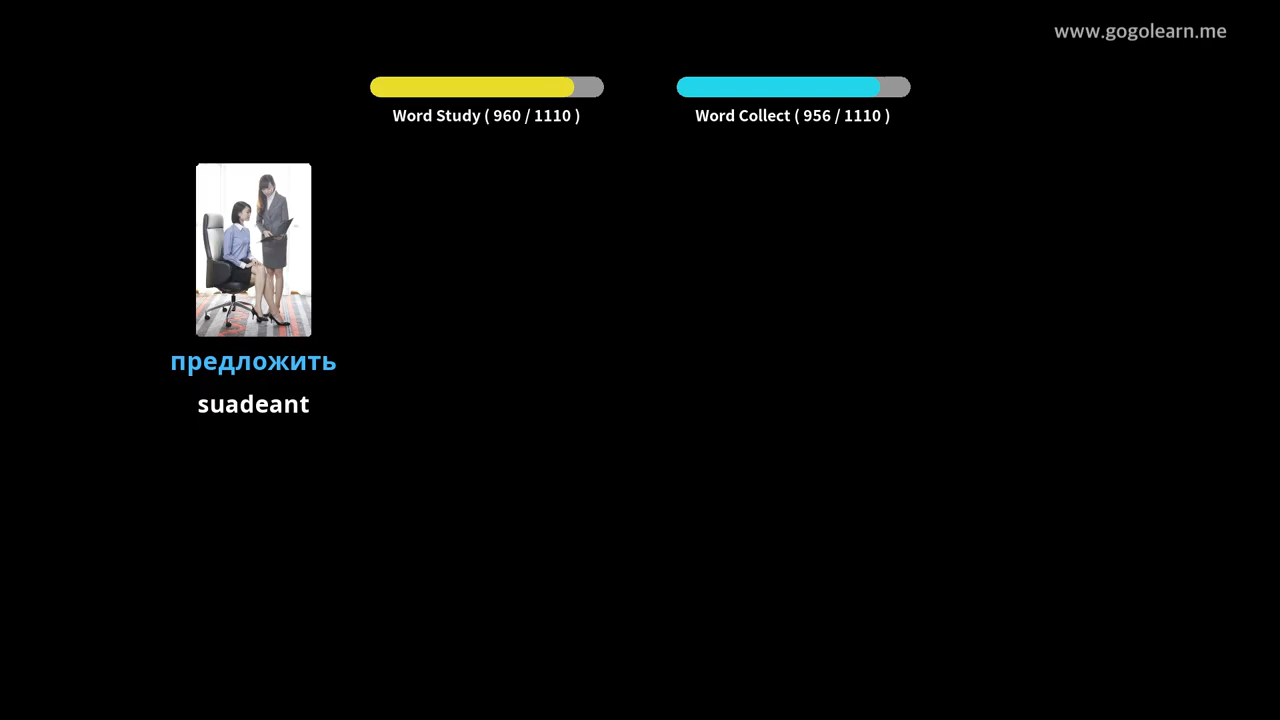 www.gogolearn.me
Word Study ( 960 / 1110 )
Word Collect ( 956 / 1110 )
предложить
suadeant